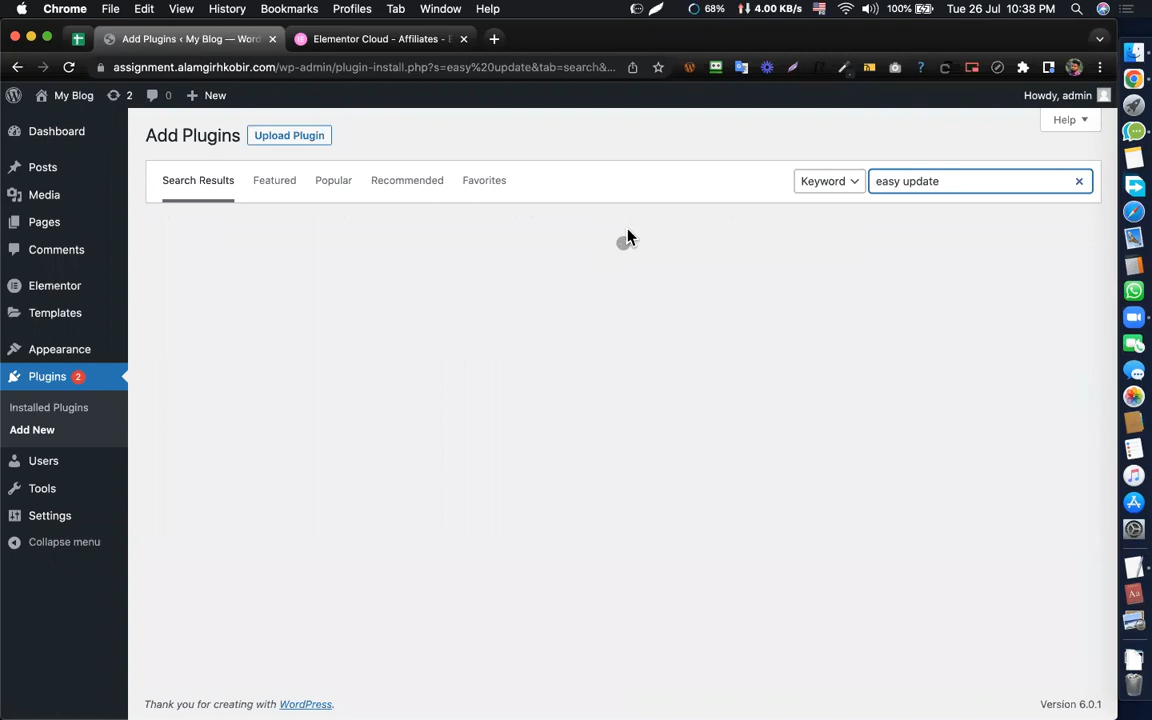 Chrome File Edit View History Bookmarks Profiles Tab Window Help 68% 4.00 KB/s 100% Tue 26 Jul 10:38 PM
Add Plugins ‹ My Blog — Word Elementor Cloud - Affiliates - E
assignment.alamgirhkobir.com/wp-admin/plugin-install.php?s=easy%20update&tab=search&...
My Blog 2 0 New Howdy, admin
Dashboard
Posts
Media
Pages
Comments
Elementor
Templates
Appearance
Plugins 2
Installed Plugins
Add New
Users
Tools
Settings
Collapse menu
Add Plugins Upload Plugin Help
Search Results Featured Popular Recommended Favorites Keyword easy update
Thank you for creating with WordPress. Version 6.0.1